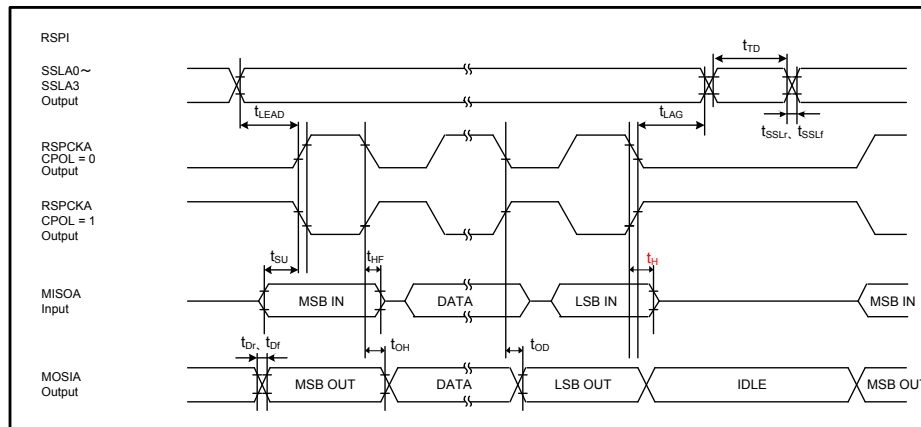 RSPI
SSLA0～
SSLA3
Output
tTD
tLEAD
tLAG
tSSLr、tSSLf
RSPCKA
CPOL = 0
Output
RSPCKA
CPOL = 1
Output
tSU
tHF
tH
MISOA
Input
MSB IN
DATA
LSB IN
MSB IN
tDr、tDf
tOH
tOD
MOSIA
Output
MSB OUT
DATA
LSB OUT
IDLE
MSB OUT